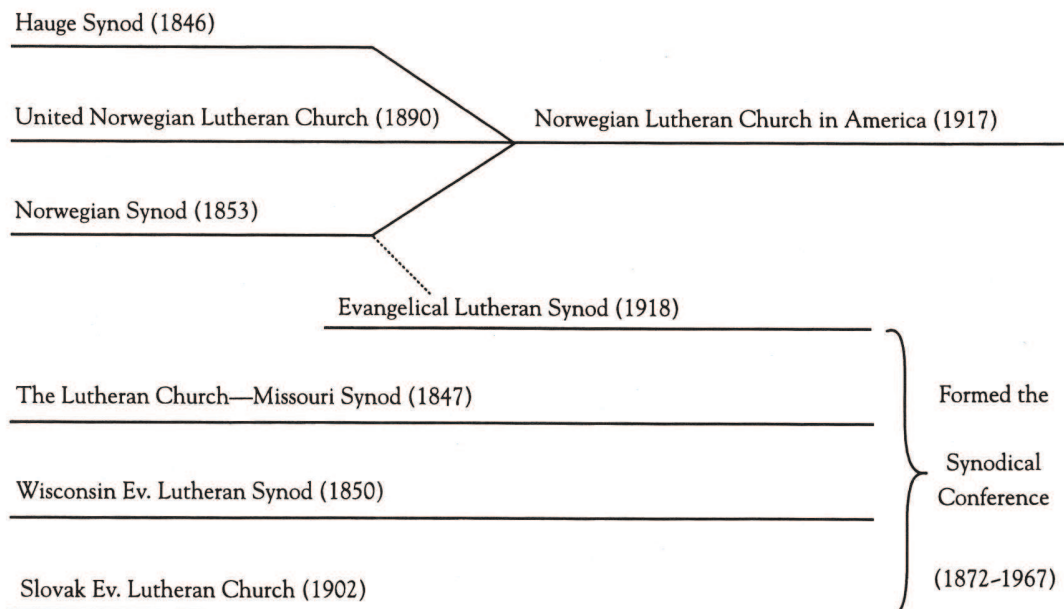 Hauge Synod (1846)
United Norwegian Lutheran Church (1890)
Norwegian Lutheran Church in America (1917)
Norwegian Synod (1853)
Evangelical Lutheran Synod (1918)
The Lutheran Church—Missouri Synod (1847)
Formed the
Wisconsin Ev. Lutheran Synod (1850)
Synodical
Conference
Slovak Ev. Lutheran Church (1902)
(1872–1967)